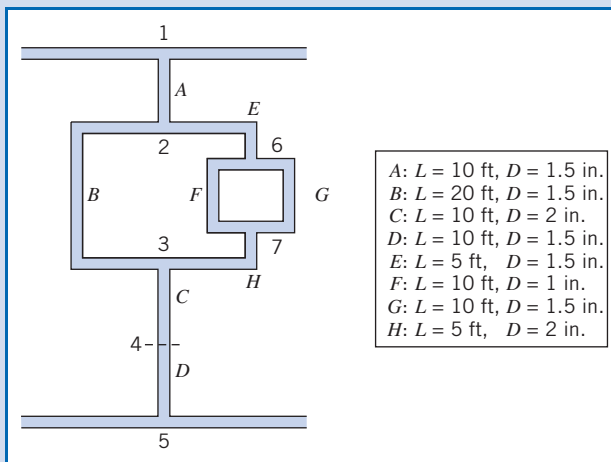 1
A
E
2
6
B
F
G
3
7
H
C
4
D
5
A: L = 10 ft, D = 1.5 in.
B: L = 20 ft, D = 1.5 in.
C: L = 10 ft, D = 2 in.
D: L = 10 ft, D = 1.5 in.
E: L = 5 ft, D = 1.5 in.
F: L = 10 ft, D = 1 in.
G: L = 10 ft, D = 1.5 in.
H: L = 5 ft, D = 2 in.